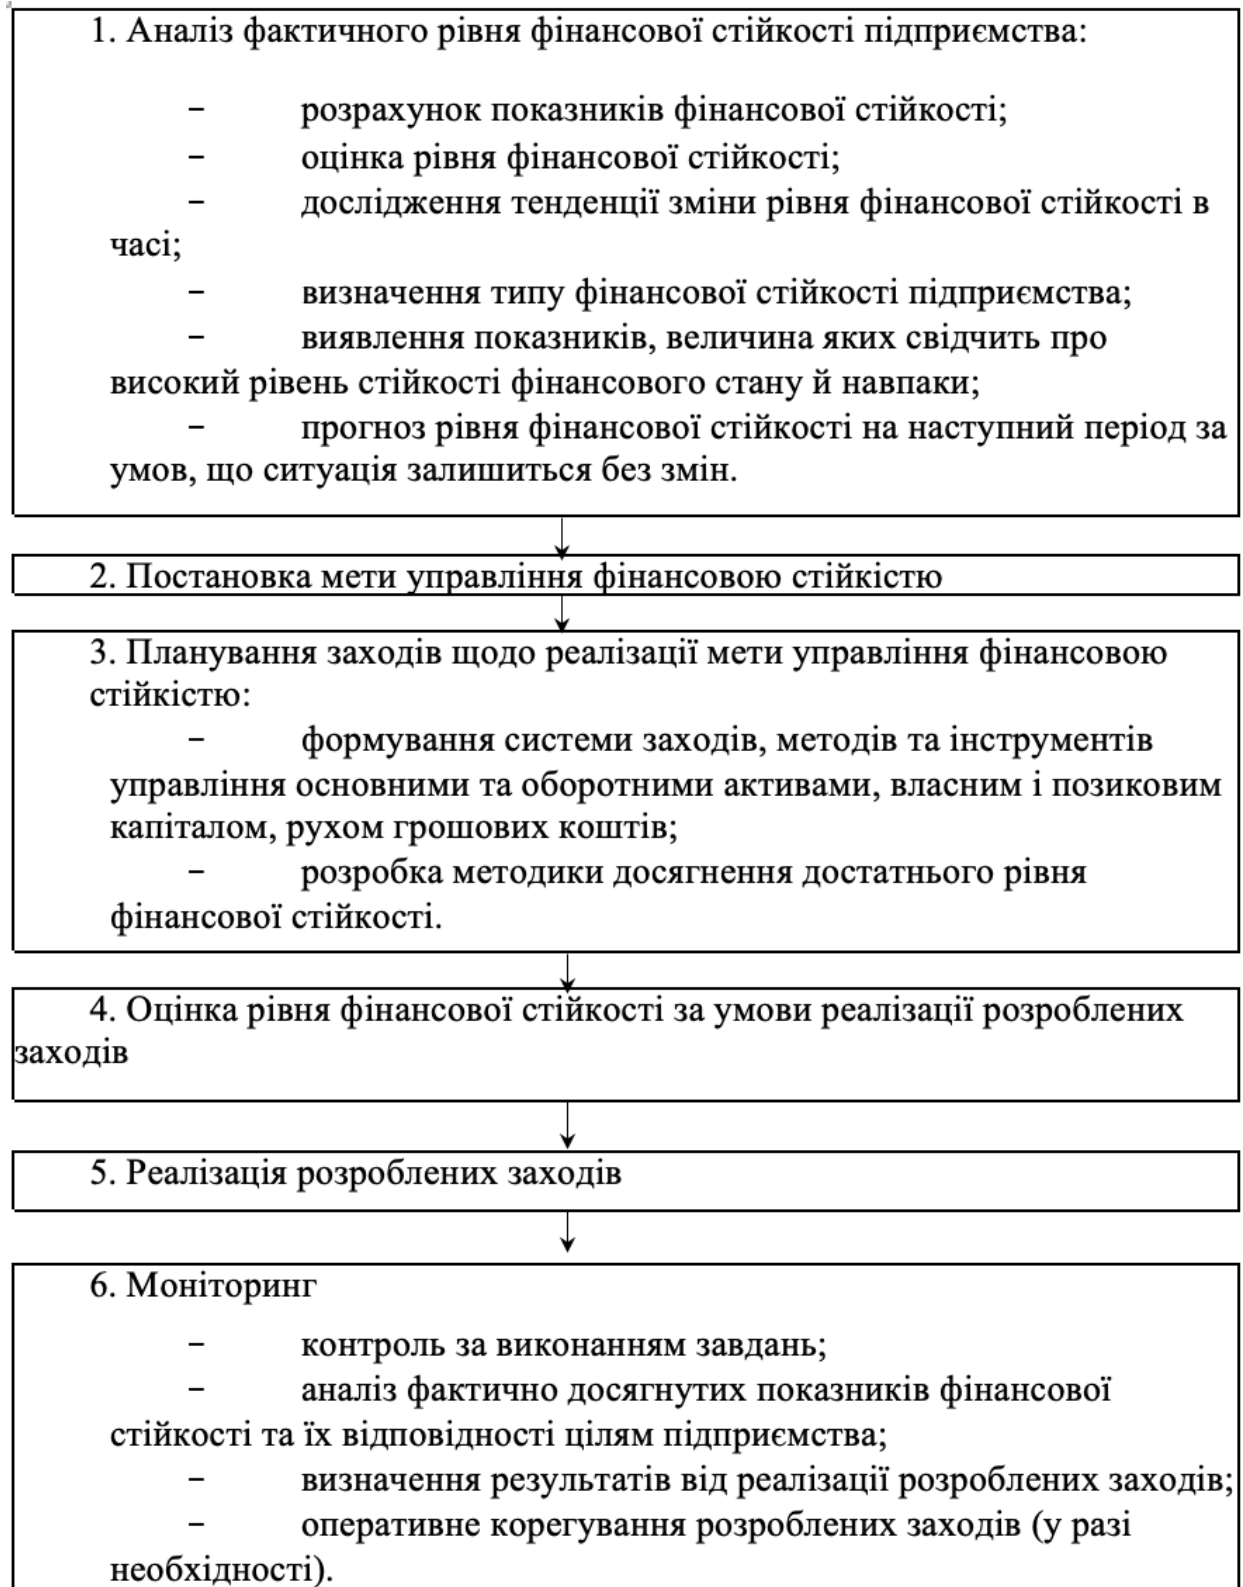 1. Аналіз фактичного рівня фінансової стійкості підприємства:
– розрахунок показників фінансової стійкості;
– оцінка рівня фінансової стійкості;
– дослідження тенденції зміни рівня фінансової стійкості в
часі;
– визначення типу фінансової стійкості підприємства;
– виявлення показників, величина яких свідчить про
високий рівень стійкості фінансового стану й навпаки;
– прогноз рівня фінансової стійкості на наступний період за
умов, що ситуація залишиться без змін.
2. Постановка мети управління фінансовою стійкістю
3. Планування заходів щодо реалізації мети управління фінансовою
стійкістю:
– формування системи заходів, методів та інструментів
управління основними та оборотними активами, власним і позиковим
капіталом, рухом грошових коштів;
– розробка методики досягнення достатнього рівня
фінансової стійкості.
4. Оцінка рівня фінансової стійкості за умови реалізації розроблених
заходів
5. Реалізація розроблених заходів
6. Моніторинг
– контроль за виконанням завдань;
– аналіз фактично досягнутих показників фінансової
стійкості та їх відповідності цілям підприємства;
– визначення результатів від реалізації розроблених заходів;
– оперативне корегування розроблених заходів (у разі
необхідності).